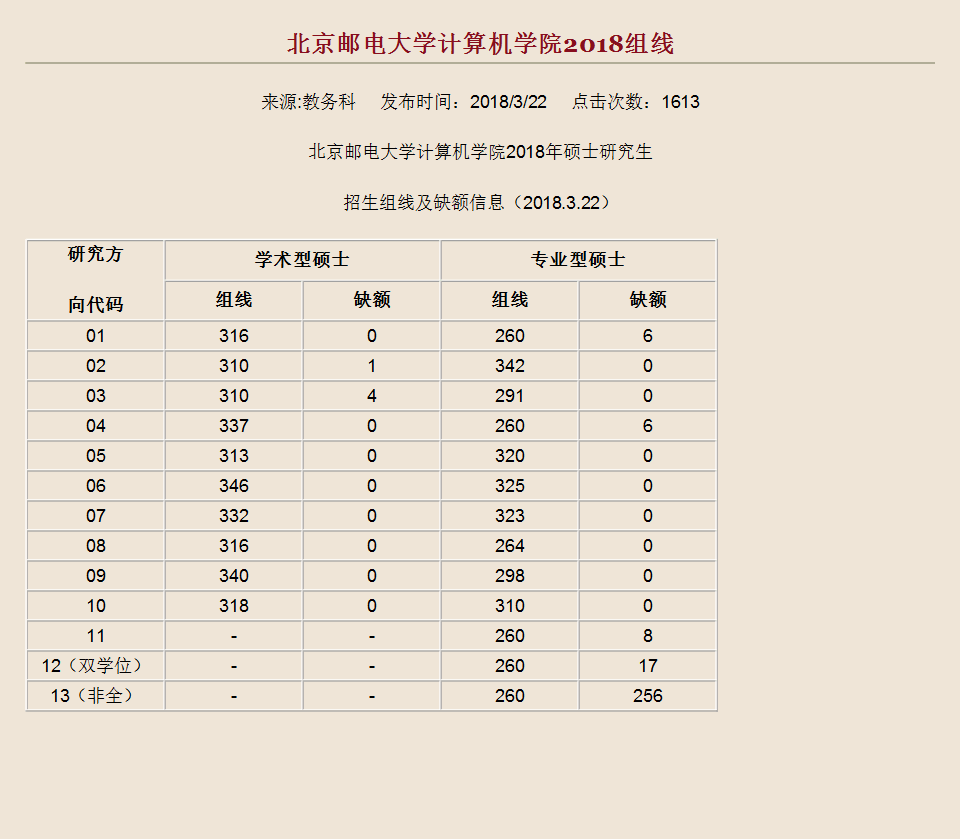 北京邮电大学计算机学院2018组线
来源:教务科 发布时间：2018/3/22 点击次数：1613
北京邮电大学计算机学院2018年硕士研究生
招生组线及缺额信息（2018.3.22）
研究方向代码 学术型硕士 专业型硕士
组线 缺额 组线 缺额
01 316 0 260 6
02 310 1 342 0
03 310 4 291 0
04 337 0 260 6
05 313 0 320 0
06 346 0 325 0
07 332 0 323 0
08 316 0 264 0
09 340 0 298 0
10 318 0 310 0
11 - - 260 8
12（双学位） - - 260 17
13（非全） - - 260 256